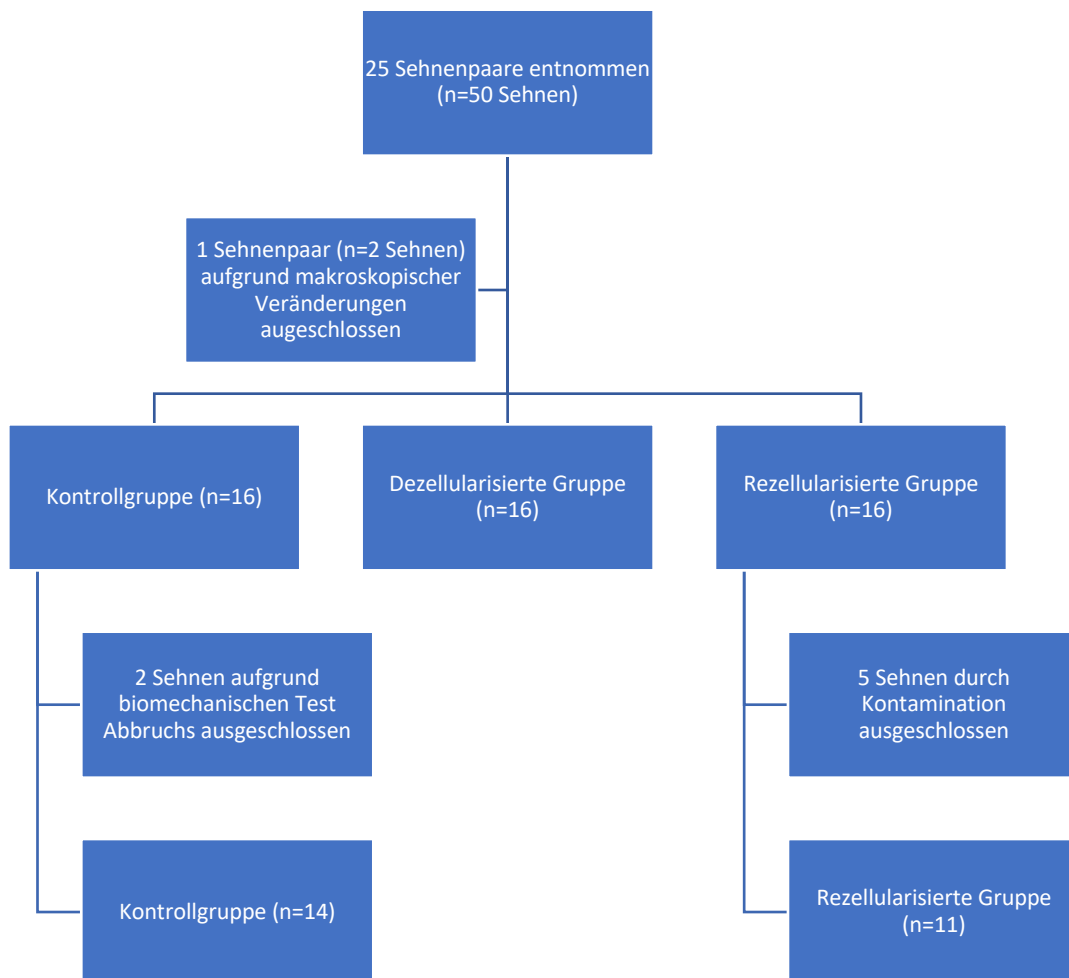 25 Sehnenpaare entnommen
(n=50 Sehnen)
1 Sehnenpaar (n=2 Sehnen)
aufgrund makroskopischer
Veränderungen
augeschlossen
Kontrollgruppe (n=16)
Dezellularisierte Gruppe
(n=16)
Rezellularisierte Gruppe
(n=16)
2 Sehnen aufgrund
biomechanischen Test
Abbruchs ausgeschlossen
5 Sehnen durch
Kontamination
ausgeschlossen
Kontrollgruppe (n=14)
Rezellularisierte Gruppe
(n=11)